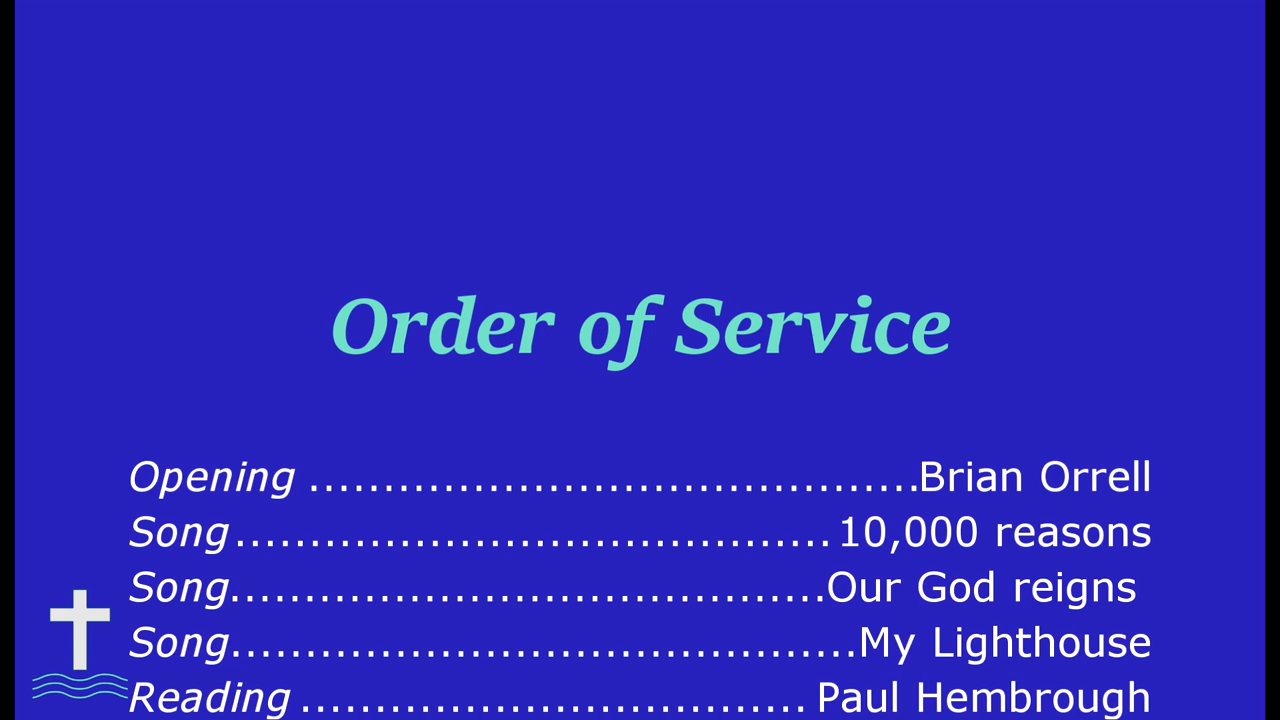 Order of Service
Opening ........................................Brian Orrell
Song........................................ 10,000 reasons
Song........................................Our God reigns
Song..........................................My Lighthouse
Reading .................................. Paul Hembrough